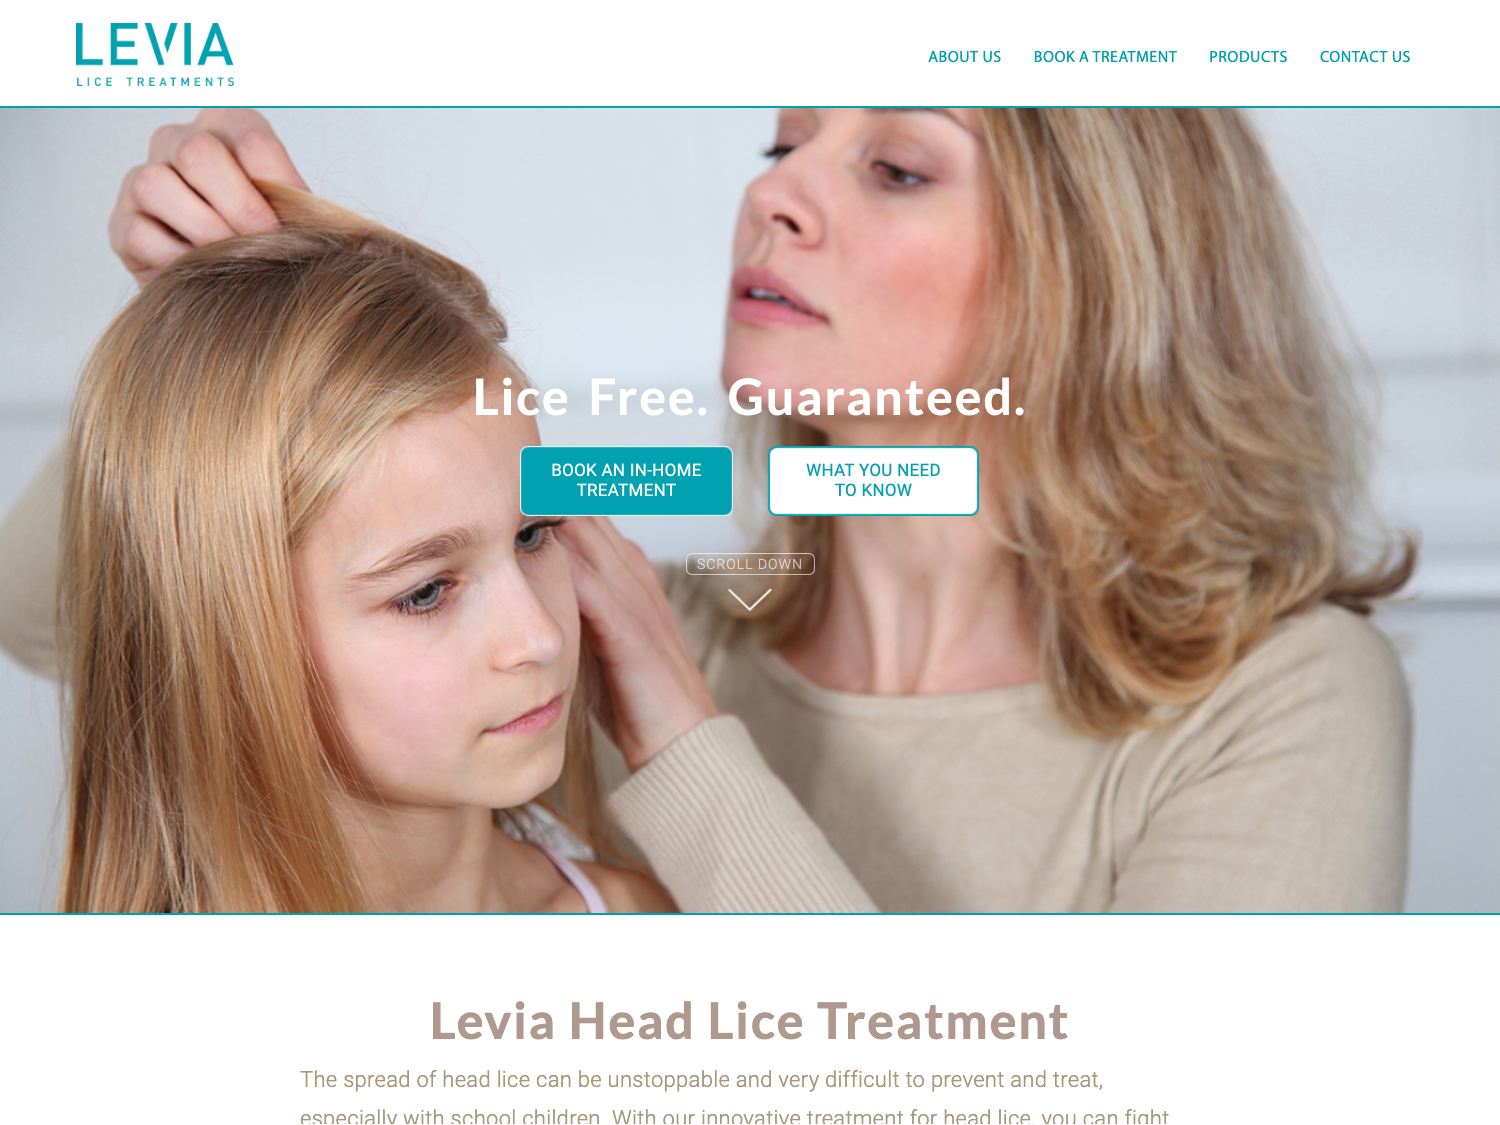 LEVIA
LICE TREATMENTS
ABOUT US
BOOK A TREATMENT
PRODUCTS
CONTACT US
Lice Free. Guaranteed.
BOOK AN IN-HOME
TREATMENT
WHAT YOU NEED
TO KNOW
SCROLL DOWN
Levia Head Lice Treatment
The spread of head lice can be unstoppable and very difficult to prevent and treat,
especially with school children. With our innovative treatment for head lice, you can fight